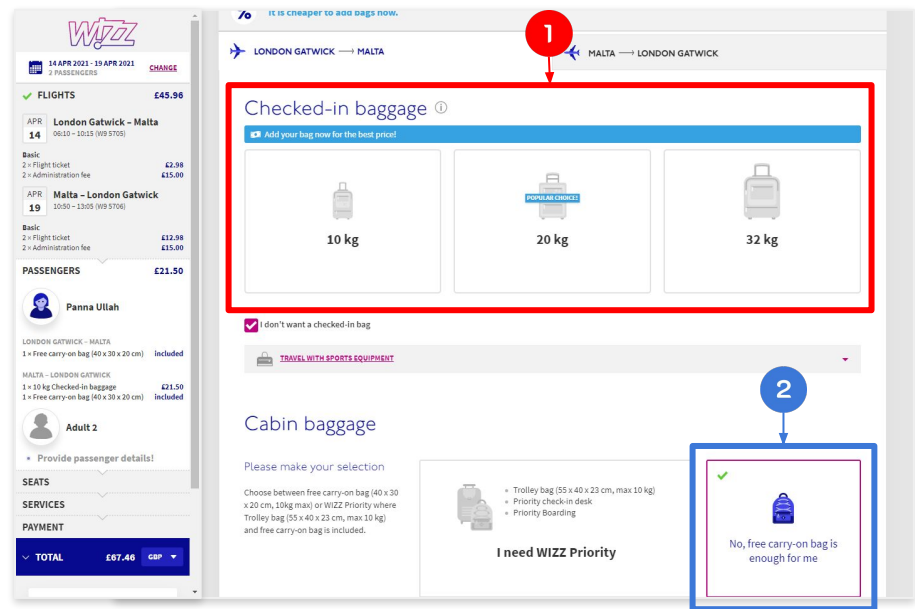 WIZZ
14 APR 2021 - 19 APR 2021
2 PASSENGERS
CHANGE
FLIGHTS £45.96
APR 14
London Gatwick – Malta
06:10 – 10:15 (W9 5705)
Basic
2 × Flight ticket £2.98
2 × Administration fee £15.00
APR 19
Malta – London Gatwick
10:50 – 13:05 (W9 5706)
Basic
2 × Flight ticket £12.98
2 × Administration fee £15.00
PASSENGERS £21.50
Panna Ullah
LONDON GATWICK – MALTA
1 × Free carry-on bag (40 x 30 x 20 cm) included
MALTA – LONDON GATWICK
1 × 10 kg Checked-in baggage £21.50
1 × Free carry-on bag (40 x 30 x 20 cm) included
Adult 2
Provide passenger details!
SEATS
SERVICES
PAYMENT
TOTAL £67.46 GBP
% It is cheaper to add bags now.
1
LONDON GATWICK → MALTA
MALTA → LONDON GATWICK
Checked-in baggage
Add your bag now for the best price!
10 kg
POPULAR CHOICE!
20 kg
32 kg
I don't want a checked-in bag
TRAVEL WITH SPORTS EQUIPMENT
2
Cabin baggage
Please make your selection
Choose between free carry-on bag (40 x 30
x 20 cm, 10kg max) or WIZZ Priority where
Trolley bag (55 x 40 x 23 cm, max 10 kg)
and free carry-on bag is included.
Trolley bag (55 x 40 x 23 cm, max 10 kg)
Priority check-in desk
Priority Boarding
I need WIZZ Priority
No, free carry-on bag is
enough for me